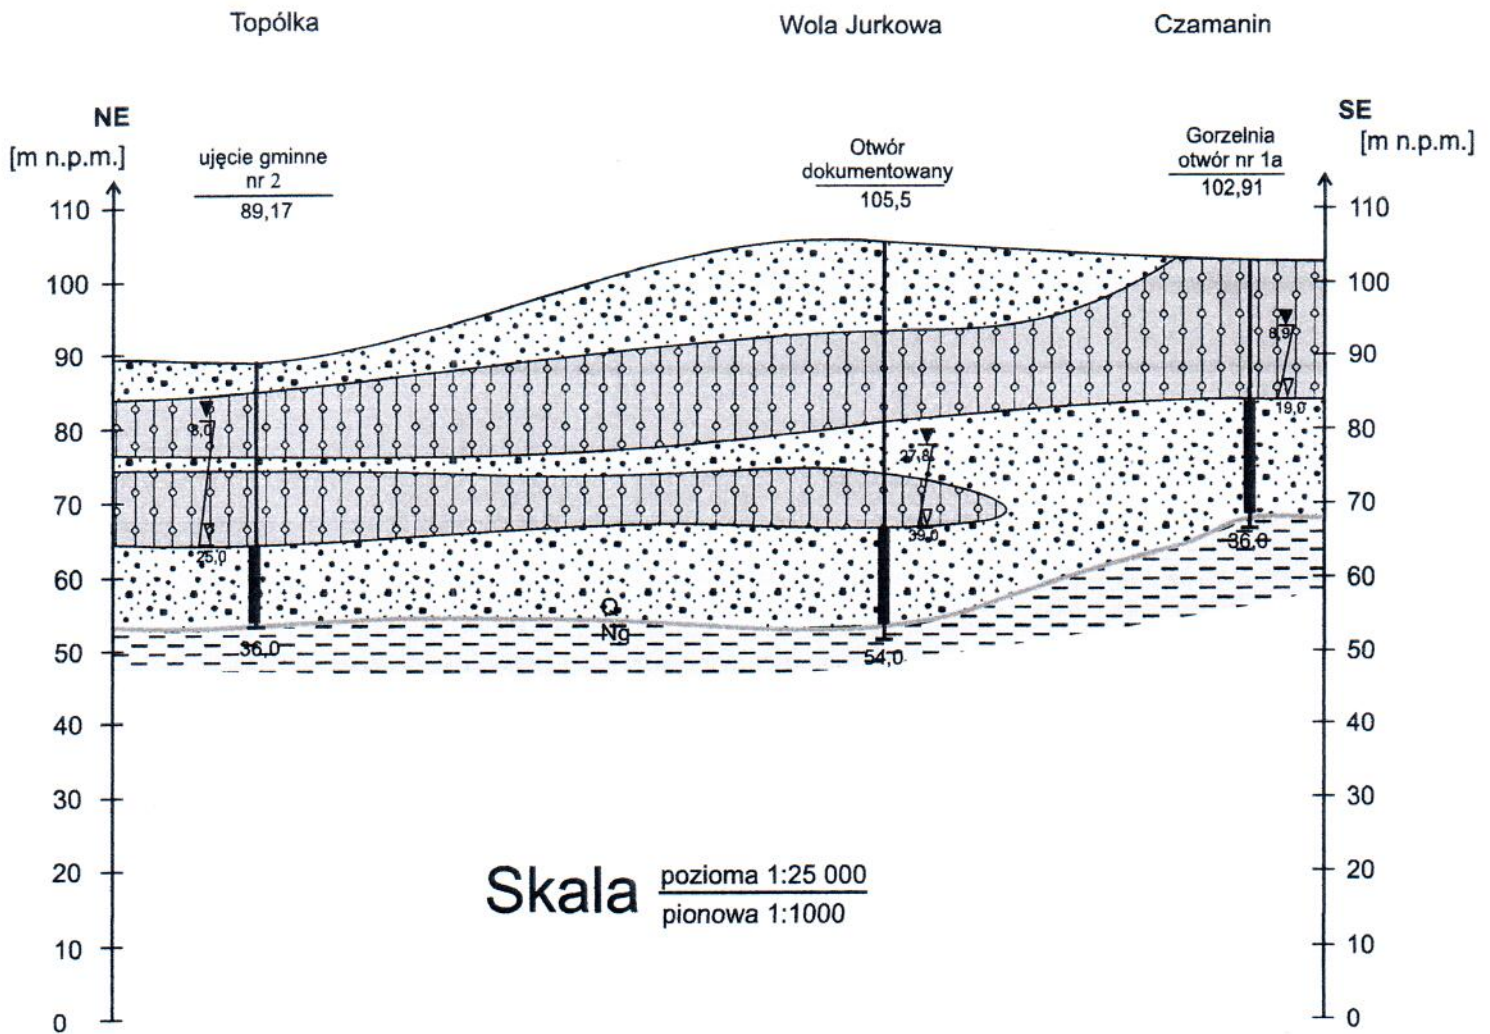 Topólka Wola Jurkowa Czamanin
NE
[m n.p.m.]
SE
[m n.p.m.]
ujęcie gminne
nr 2
89,17
Otwór
dokumentowany
105,5
Gorzelnia
otwór nr 1a
102,91
110 110
100 100
90 90
80 80
70 70
60 60
50 50
40 40
30 30
20 20
10 10
0 0
8,0
25,0
36,0
27,8
39,0
54,0
8,9
19,0
36,0
Q
Ng
Skala
pozioma 1:25 000
pionowa 1:1000